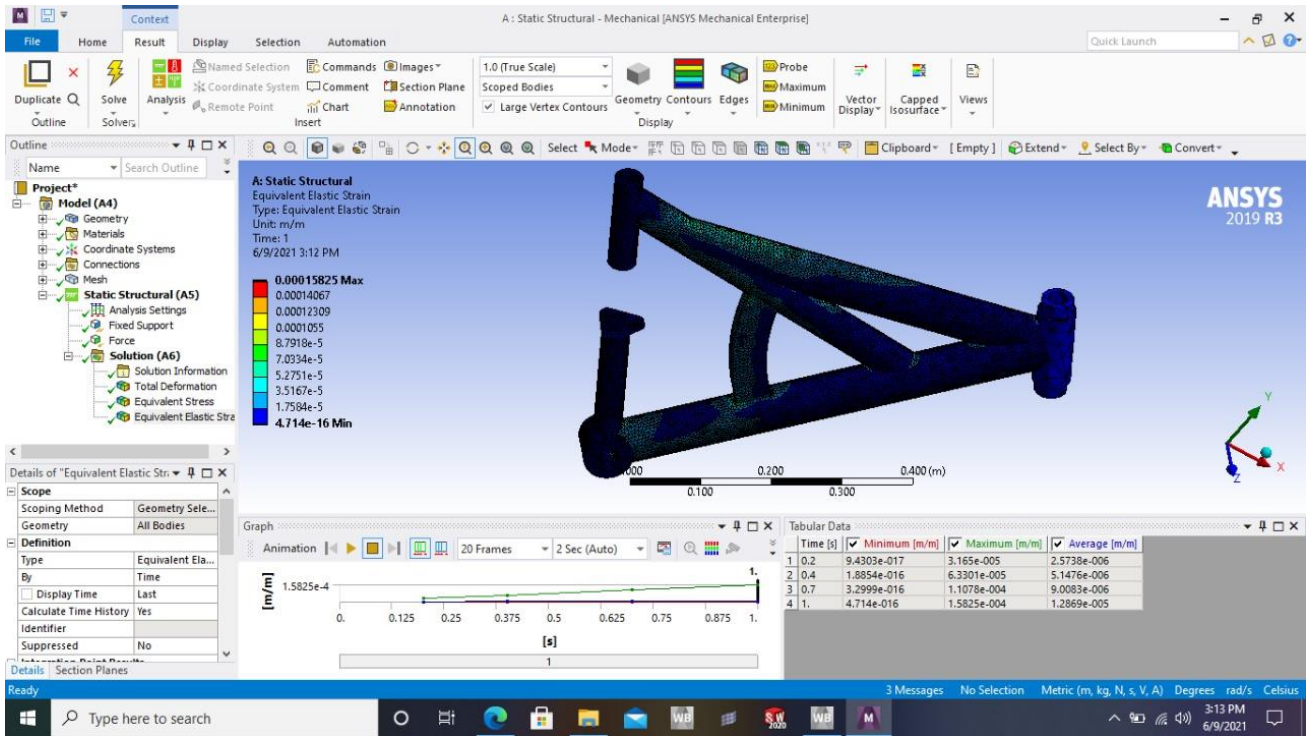 Context
A : Static Structural - Mechanical [ANSYS Mechanical Enterprise]
File Home Result Display Selection Automation
Quick Launch
Duplicate
Outline
Solve
Solver
Analysis
Named Selection
Coordinate System
Remote Point
Commands
Comment
Chart
Images
Section Plane
Annotation
Insert
1.0 (True Scale)
Scoped Bodies
Large Vertex Contours
Geometry Contours Edges
Display
Probe
Maximum
Minimum
Vector Display
Capped Isosurface
Views
Outline
Name Search Outline
Project*
Model (A4)
Geometry
Materials
Coordinate Systems
Connections
Mesh
Static Structural (A5)
Analysis Settings
Fixed Support
Force
Solution (A6)
Solution Information
Total Deformation
Equivalent Stress
Equivalent Elastic Stra
Select Mode Clipboard [ Empty ] Extend Select By Convert
A: Static Structural
Equivalent Elastic Strain
Type: Equivalent Elastic Strain
Unit: m/m
Time: 1
6/9/2021 3:12 PM
0.00015825 Max
0.00014067
0.00012309
0.0001055
8.7918e-5
7.0334e-5
5.2751e-5
3.5167e-5
1.7584e-5
4.714e-16 Min
ANSYS
2019 R3
Y
X
Z
0.200 0.400 (m)
0.100 0.300
Details of "Equivalent Elastic Str
Scope
Scoping Method Geometry Sele...
Geometry All Bodies
Definition
Type Equivalent Ela...
By Time
Display Time Last
Calculate Time History Yes
Identifier
Suppressed No
Details Section Planes
Graph
Animation 20 Frames 2 Sec (Auto)
1.
[m/m]
1.5825e-4
0. 0.125 0.25 0.375 0.5 0.625 0.75 0.875 1.
[s]
1
Tabular Data
Time [s] Minimum [m/m] Maximum [m/m] Average [m/m]
1 0.2 9.4303e-017 3.165e-005 2.5738e-006
2 0.4 1.8854e-016 6.3301e-005 5.1476e-006
3 0.7 3.2999e-016 1.1078e-004 9.0083e-006
4 1. 4.714e-016 1.5825e-004 1.2869e-005
Ready
3 Messages No Selection Metric (m, kg, N, s, V, A) Degrees rad/s Celsius
Type here to search
WB
SW
2020
WB
M
3:13 PM
6/9/2021